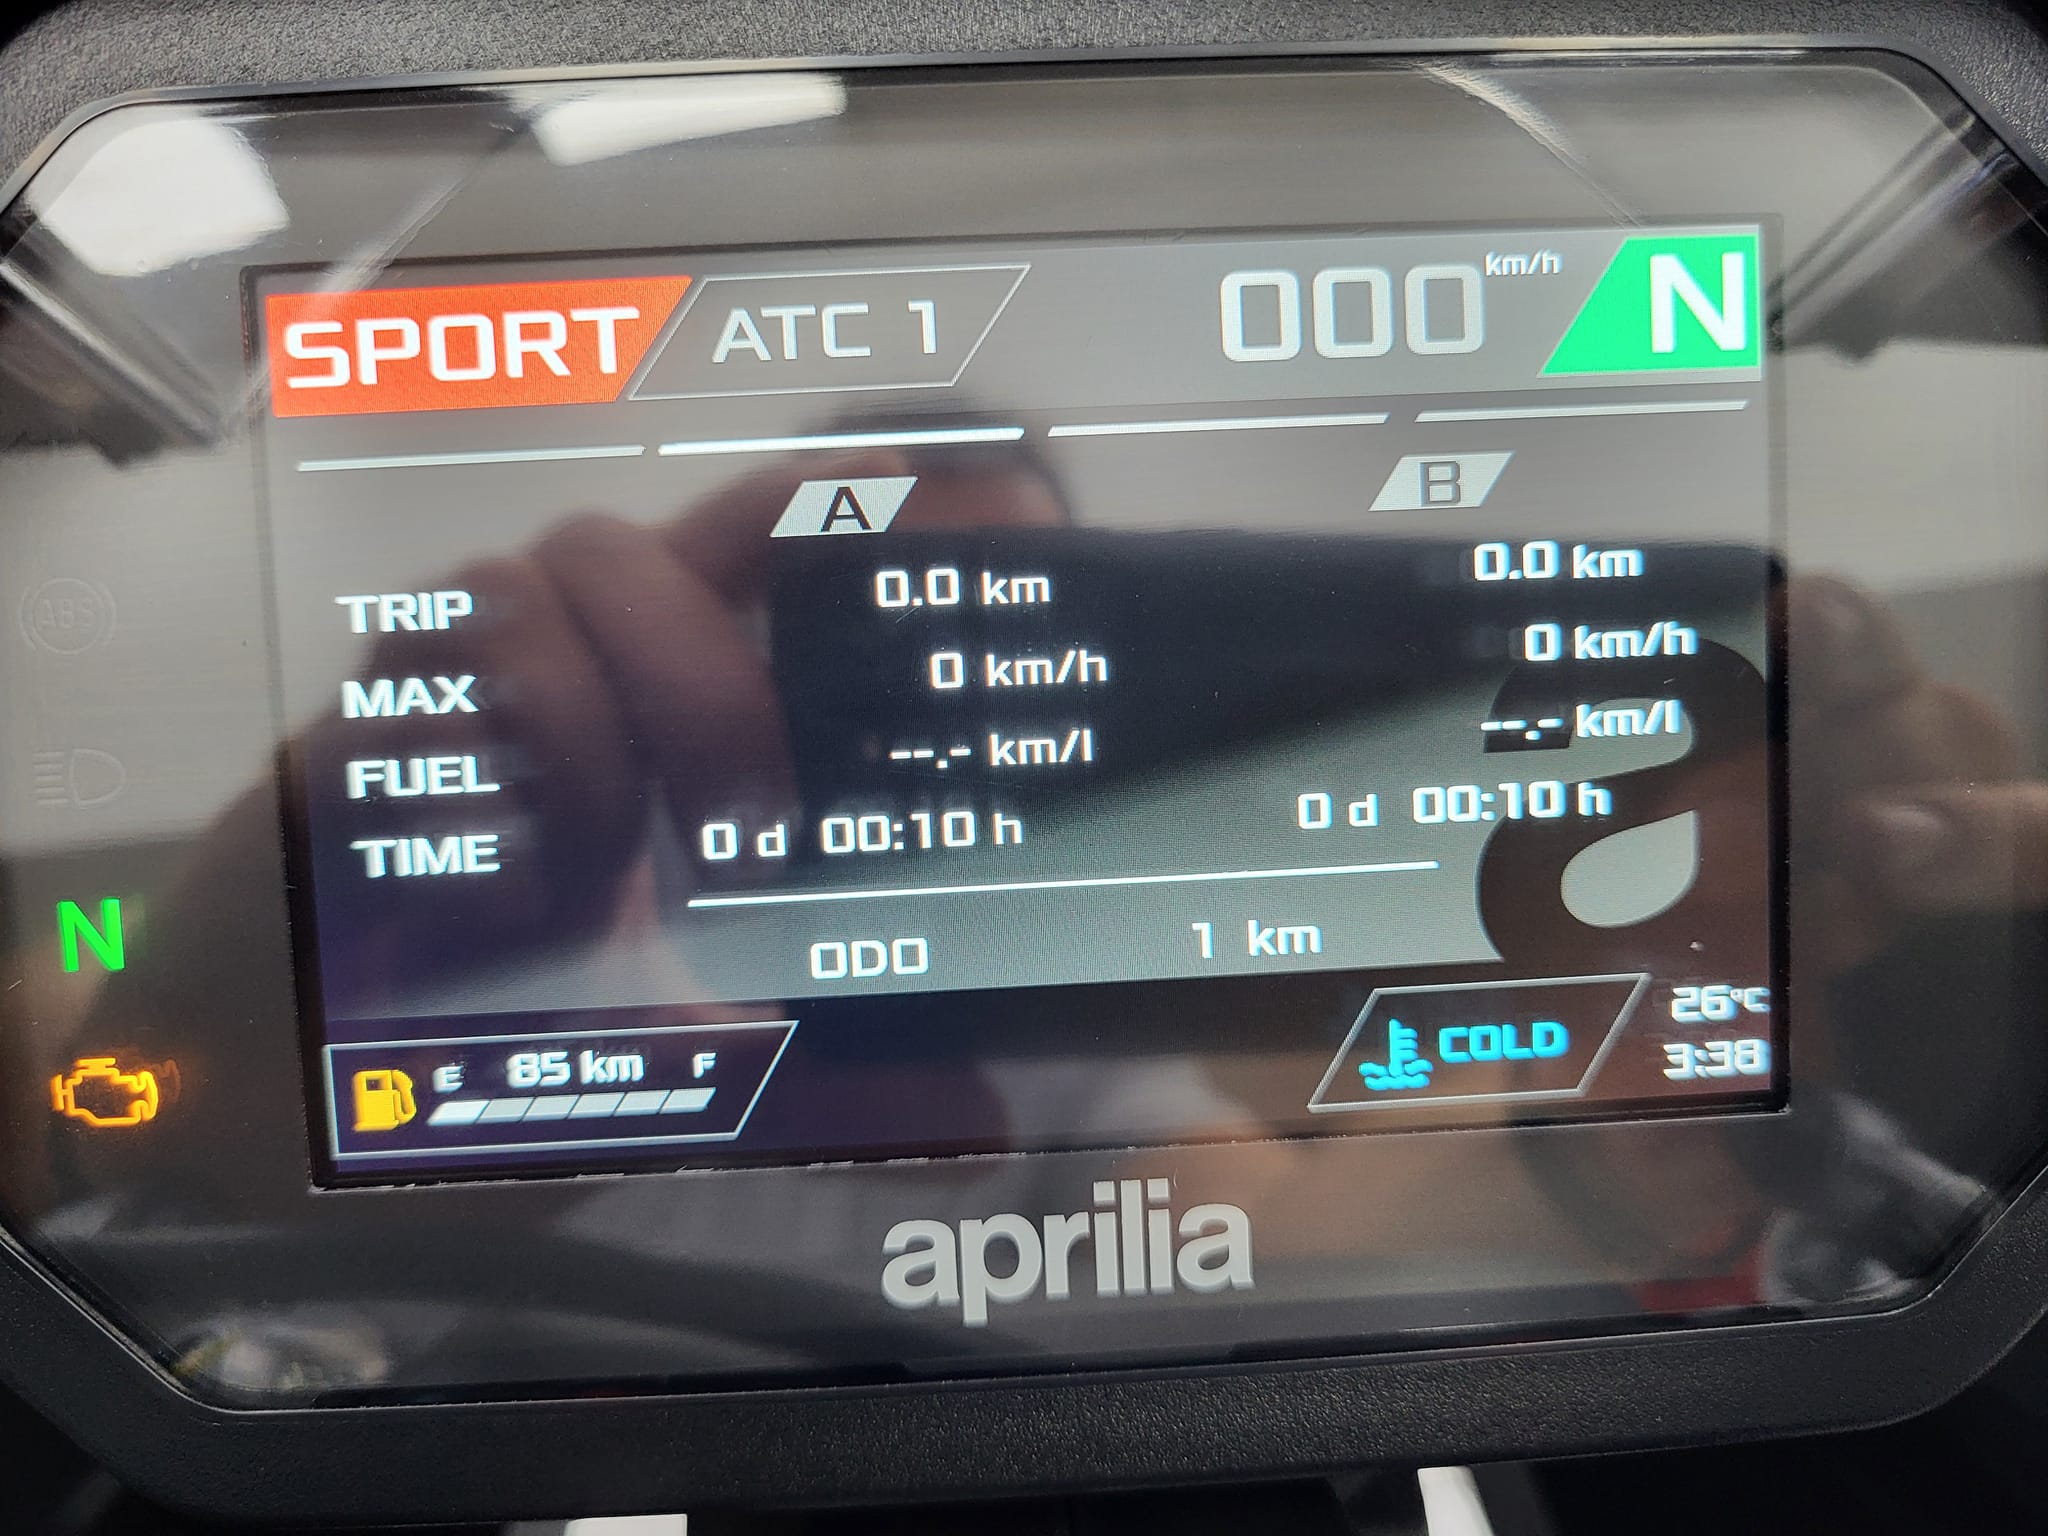 SPORT ATC 1 000 km/h N
A B
TRIP 0.0 km 0.0 km
MAX 0 km/h 0 km/h
FUEL --.- km/l --.- km/l
TIME 0 d 00:10 h 0 d 00:10 h
ODO 1 km
ABS
N
E 85 km F
COLD
26°C
3:38
aprilia